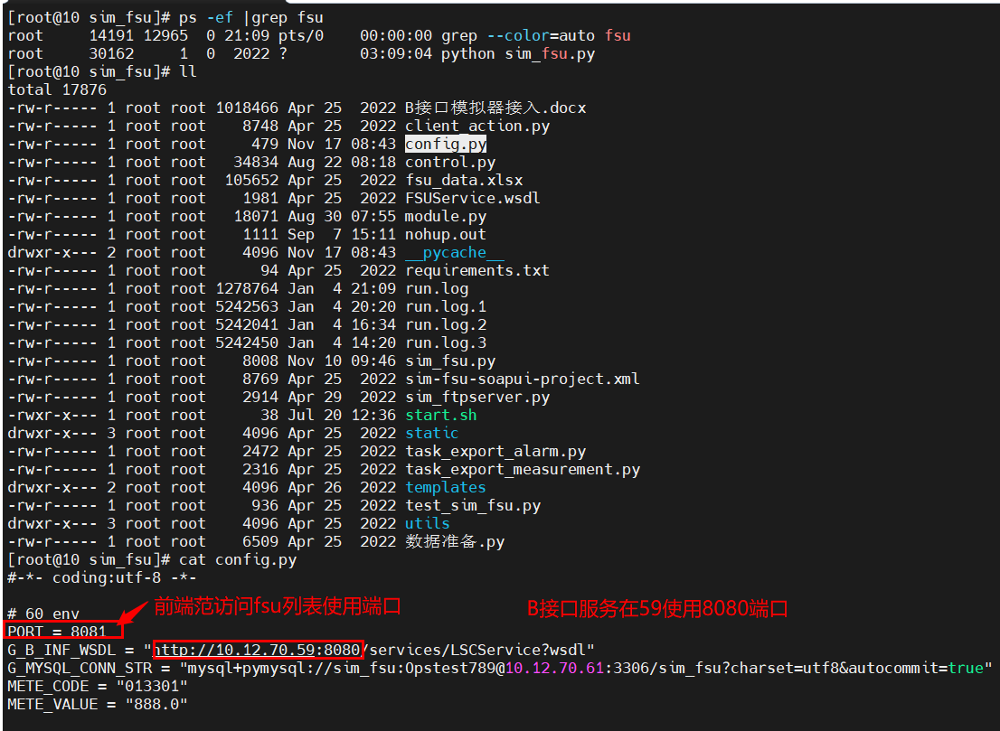 [root@10 sim_fsu]# ps -ef |grep fsu
root     14191 12965  0 21:09 pts/0    00:00:00 grep --color=auto fsu
root     30162     1  0  2022 ?        03:09:04 python sim_fsu.py
[root@10 sim_fsu]# ll
total 17876
-rw-r----- 1 root root 1018466 Apr 25  2022 B接口模拟器接入.docx
-rw-r----- 1 root root    8748 Apr 25  2022 client_action.py
-rw-r----- 1 root root     479 Nov 17 08:43 config.py
-rw-r----- 1 root root   34834 Aug 22 08:18 control.py
-rw-r----- 1 root root  105652 Apr 25  2022 fsu_data.xlsx
-rw-r----- 1 root root    1981 Apr 25  2022 FSUService.wsdl
-rw-r----- 1 root root   18071 Aug 30 07:55 module.py
-rw-r----- 1 root root    1111 Sep  7 15:11 nohup.out
drwxr-x--- 2 root root    4096 Nov 17 08:43 __pycache__
-rw-r----- 1 root root      94 Apr 25  2022 requirements.txt
-rw-r----- 1 root root 1278764 Jan  4 21:09 run.log
-rw-r----- 1 root root 5242563 Jan  4 20:20 run.log.1
-rw-r----- 1 root root 5242041 Jan  4 16:34 run.log.2
-rw-r----- 1 root root 5242450 Jan  4 14:20 run.log.3
-rw-r----- 1 root root    8008 Nov 10 09:46 sim_fsu.py
-rw-r----- 1 root root    8769 Apr 25  2022 sim-fsu-soapui-project.xml
-rw-r----- 1 root root    2914 Apr 29  2022 sim_ftpserver.py
-rwxr-x--- 1 root root      38 Jul 20 12:36 start.sh
drwxr-x--- 3 root root    4096 Apr 25  2022 static
-rw-r----- 1 root root    2472 Apr 25  2022 task_export_alarm.py
-rw-r----- 1 root root    2316 Apr 25  2022 task_export_measurement.py
drwxr-x--- 2 root root    4096 Apr 26  2022 templates
-rw-r----- 1 root root     936 Apr 25  2022 test_sim_fsu.py
drwxr-x--- 3 root root    4096 Apr 25  2022 utils
-rw-r----- 1 root root    6509 Apr 25  2022 数据准备.py
[root@10 sim_fsu]# cat config.py
#-*- coding:utf-8 -*-
前端范访问fsu列表使用端口
B接口服务在59使用8080端口
# 60 env
PORT = 8081
G_B_INF_WSDL = "http://10.12.70.59:8080/services/LSCService?wsdl"
G_MYSQL_CONN_STR = "mysql+pymysql://sim_fsu:Opstest789@10.12.70.61:3306/sim_fsu?charset=utf8&autocommit=true"
METE_CODE = "013301"
METE_VALUE = "888.0"